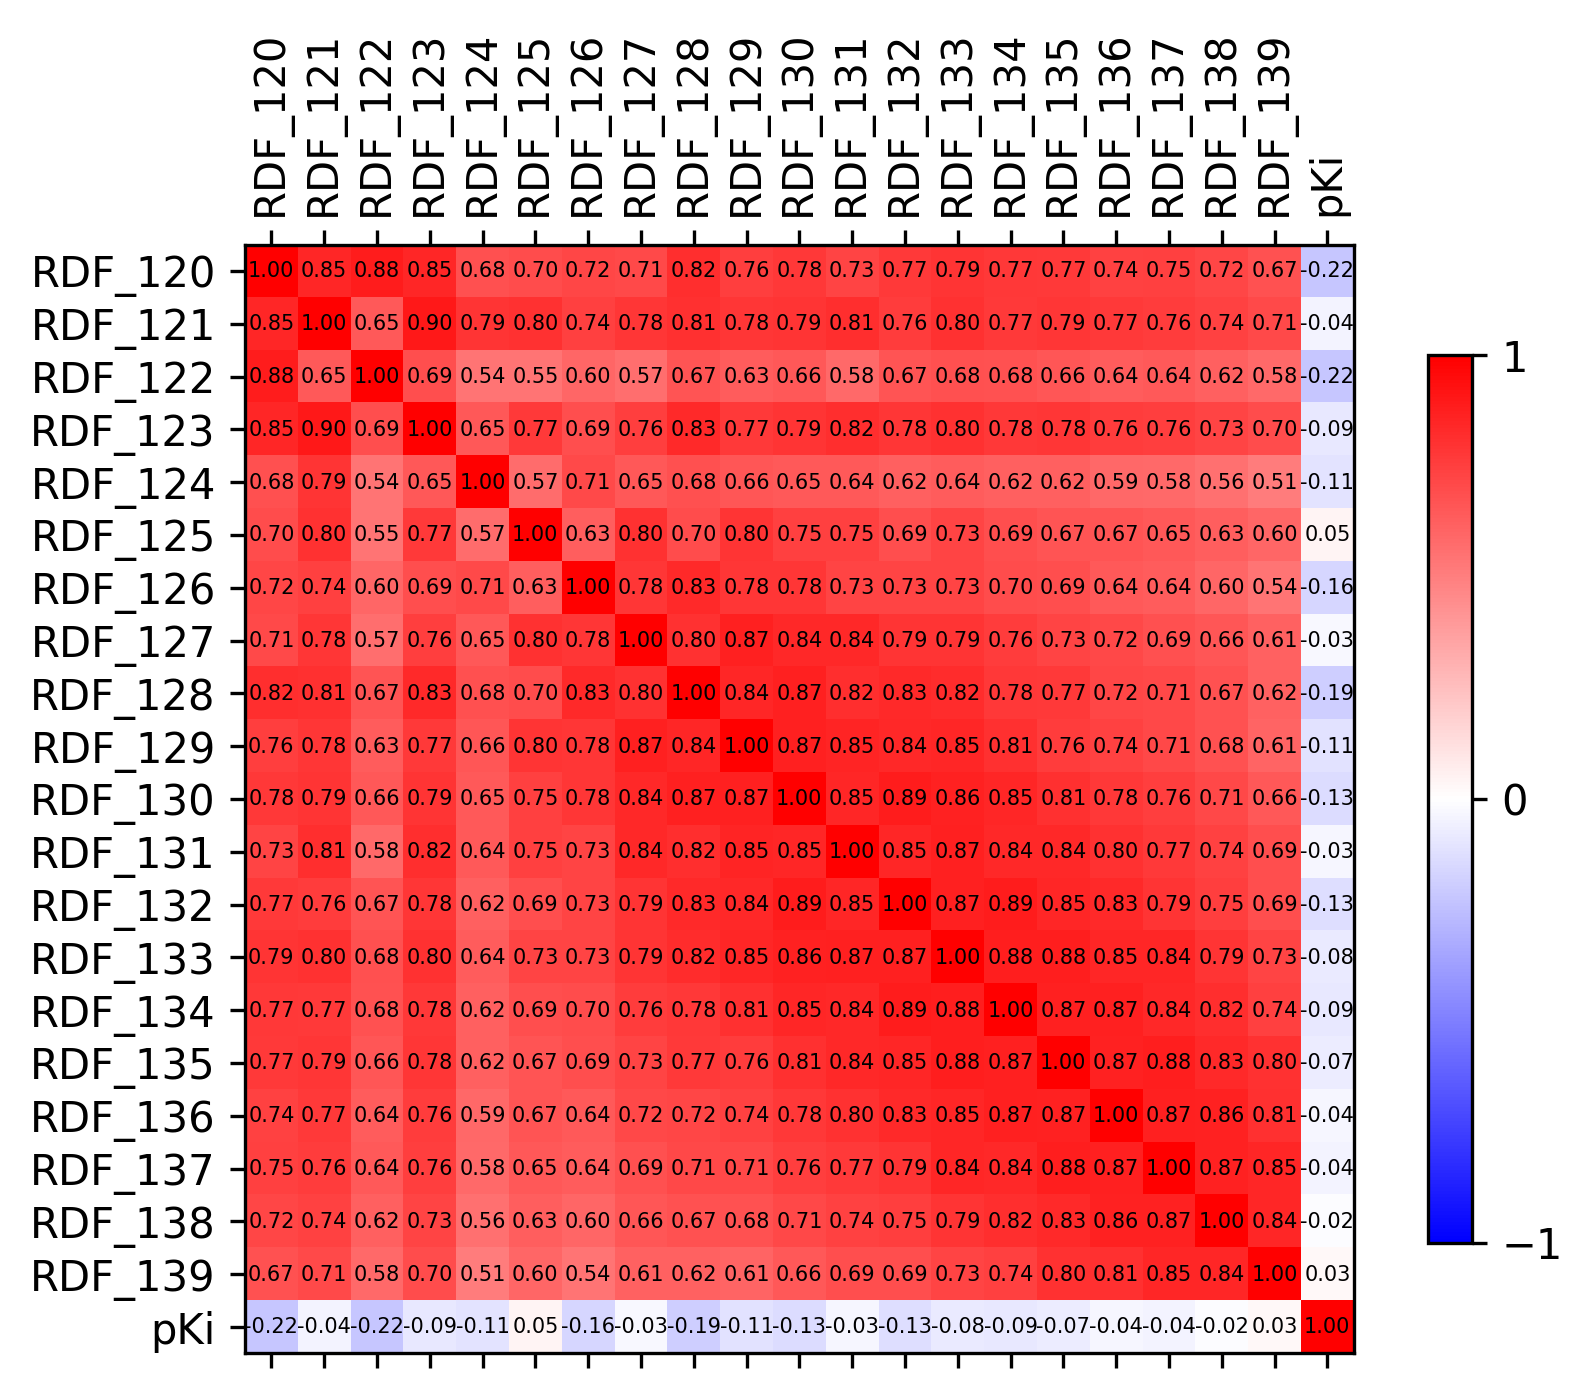 RDF_120 RDF_121 RDF_122 RDF_123 RDF_124 RDF_125 RDF_126 RDF_127 RDF_128 RDF_129 RDF_130 RDF_131 RDF_132 RDF_133 RDF_134 RDF_135 RDF_136 RDF_137 RDF_138 RDF_139 pKi
RDF_120 1.00 0.85 0.88 0.85 0.68 0.70 0.72 0.71 0.82 0.76 0.78 0.73 0.77 0.79 0.77 0.77 0.74 0.75 0.72 0.67 -0.22
RDF_121 0.85 1.00 0.65 0.90 0.79 0.80 0.74 0.78 0.81 0.78 0.79 0.81 0.76 0.80 0.77 0.79 0.77 0.76 0.74 0.71 -0.04
RDF_122 0.88 0.65 1.00 0.69 0.54 0.55 0.60 0.57 0.67 0.63 0.66 0.58 0.67 0.68 0.68 0.66 0.64 0.64 0.62 0.58 -0.22
RDF_123 0.85 0.90 0.69 1.00 0.65 0.77 0.69 0.76 0.83 0.77 0.79 0.82 0.78 0.80 0.78 0.78 0.76 0.76 0.73 0.70 -0.09
RDF_124 0.68 0.79 0.54 0.65 1.00 0.57 0.71 0.65 0.68 0.66 0.65 0.64 0.62 0.64 0.62 0.62 0.59 0.58 0.56 0.51 -0.11
RDF_125 0.70 0.80 0.55 0.77 0.57 1.00 0.63 0.80 0.70 0.80 0.75 0.75 0.69 0.73 0.69 0.67 0.67 0.65 0.63 0.60 0.05
RDF_126 0.72 0.74 0.60 0.69 0.71 0.63 1.00 0.78 0.83 0.78 0.78 0.73 0.73 0.73 0.70 0.69 0.64 0.64 0.60 0.54 -0.16
RDF_127 0.71 0.78 0.57 0.76 0.65 0.80 0.78 1.00 0.80 0.87 0.84 0.84 0.79 0.79 0.76 0.73 0.72 0.69 0.66 0.61 -0.03
RDF_128 0.82 0.81 0.67 0.83 0.68 0.70 0.83 0.80 1.00 0.84 0.87 0.82 0.83 0.82 0.78 0.77 0.72 0.71 0.67 0.62 -0.19
RDF_129 0.76 0.78 0.63 0.77 0.66 0.80 0.78 0.87 0.84 1.00 0.87 0.85 0.84 0.85 0.81 0.76 0.74 0.71 0.68 0.61 -0.11
RDF_130 0.78 0.79 0.66 0.79 0.65 0.75 0.78 0.84 0.87 0.87 1.00 0.85 0.89 0.86 0.85 0.81 0.78 0.76 0.71 0.66 -0.13
RDF_131 0.73 0.81 0.58 0.82 0.64 0.75 0.73 0.84 0.82 0.85 0.85 1.00 0.85 0.87 0.84 0.84 0.80 0.77 0.74 0.69 -0.03
RDF_132 0.77 0.76 0.67 0.78 0.62 0.69 0.73 0.79 0.83 0.84 0.89 0.85 1.00 0.87 0.89 0.85 0.83 0.79 0.75 0.69 -0.13
RDF_133 0.79 0.80 0.68 0.80 0.64 0.73 0.73 0.79 0.82 0.85 0.86 0.87 0.87 1.00 0.88 0.88 0.85 0.84 0.79 0.73 -0.08
RDF_134 0.77 0.77 0.68 0.78 0.62 0.69 0.70 0.76 0.78 0.81 0.85 0.84 0.89 0.88 1.00 0.87 0.87 0.84 0.82 0.74 -0.09
RDF_135 0.77 0.79 0.66 0.78 0.62 0.67 0.69 0.73 0.77 0.76 0.81 0.84 0.85 0.88 0.87 1.00 0.87 0.88 0.83 0.80 -0.07
RDF_136 0.74 0.77 0.64 0.76 0.59 0.67 0.64 0.72 0.72 0.74 0.78 0.80 0.83 0.85 0.87 0.87 1.00 0.87 0.86 0.81 -0.04
RDF_137 0.75 0.76 0.64 0.76 0.58 0.65 0.64 0.69 0.71 0.71 0.76 0.77 0.79 0.84 0.84 0.88 0.87 1.00 0.87 0.85 -0.04
RDF_138 0.72 0.74 0.62 0.73 0.56 0.63 0.60 0.66 0.67 0.68 0.71 0.74 0.75 0.79 0.82 0.83 0.86 0.87 1.00 0.84 -0.02
RDF_139 0.67 0.71 0.58 0.70 0.51 0.60 0.54 0.61 0.62 0.61 0.66 0.69 0.69 0.73 0.74 0.80 0.81 0.85 0.84 1.00 0.03
pKi -0.22 -0.04 -0.22 -0.09 -0.11 0.05 -0.16 -0.03 -0.19 -0.11 -0.13 -0.03 -0.13 -0.08 -0.09 -0.07 -0.04 -0.04 -0.02 0.03 1.00
1
0
−1